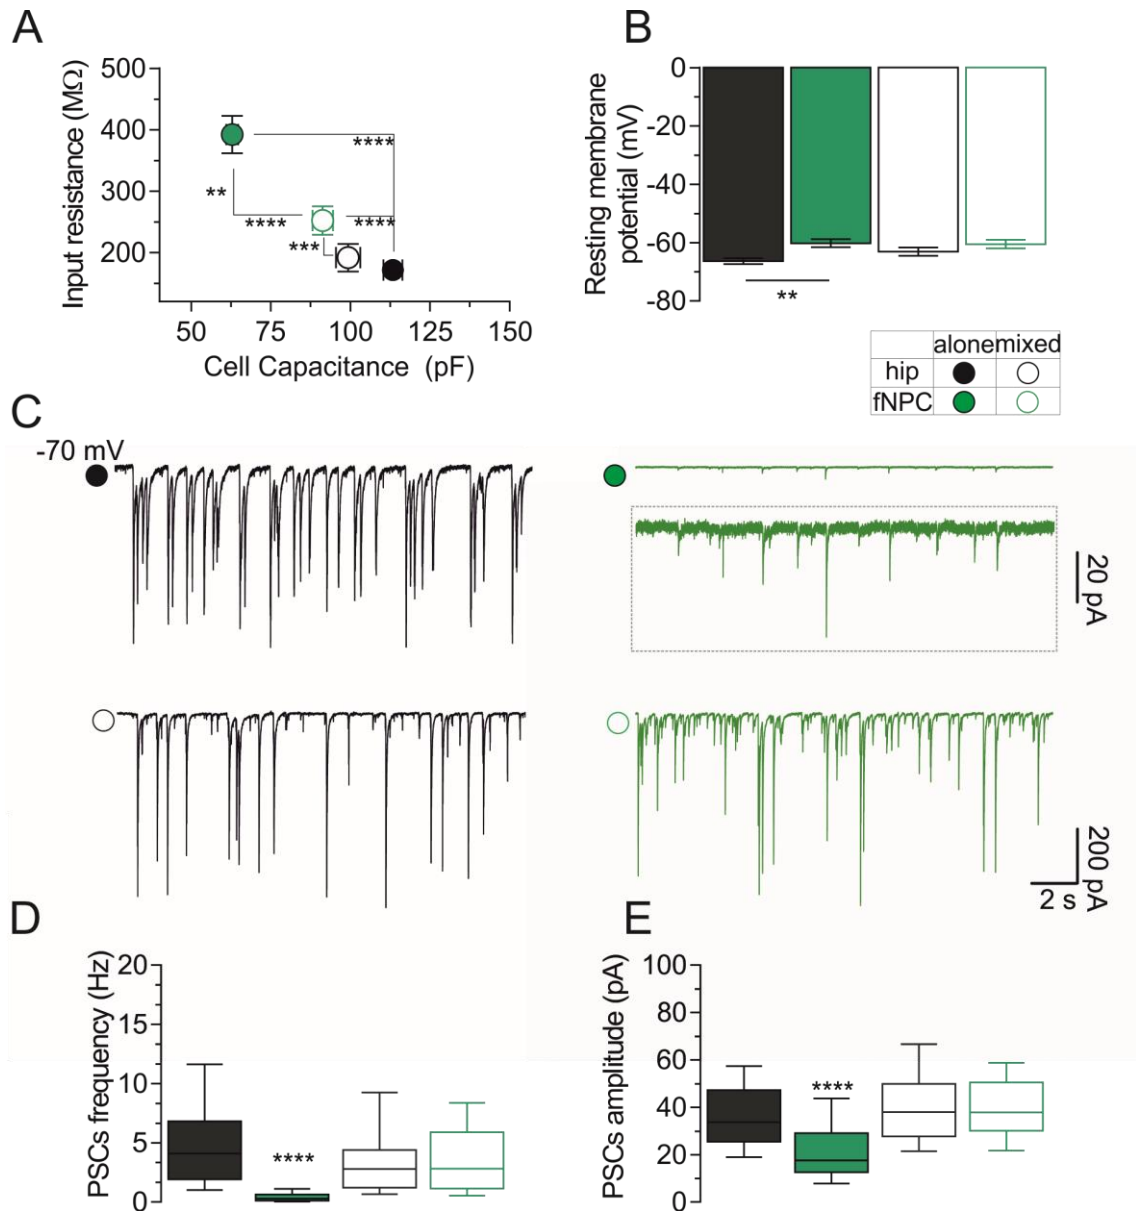 A
Input resistance (MΩ)
500
400
300
200
****
**
****
****
***
50 75 100 125 150
Cell Capacitance (pF)
B
Resting membrane
potential (mV)
0
-20
-40
-60
-80
**
alone mixed
hip
fNPC
C
-70 mV
20 pA
200 pA
2 s
D
PSCs frequency (Hz)
20
15
10
5
0
****
E
PSCs amplitude (pA)
100
80
60
40
20
0
****